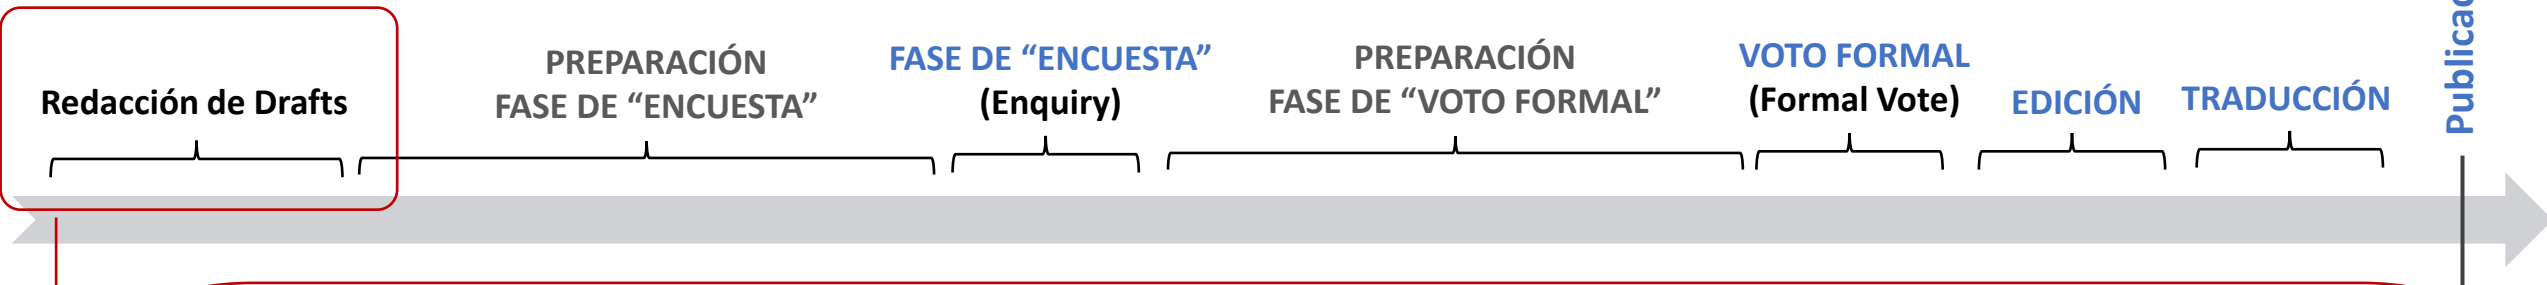 Redacción de Drafts
PREPARACIÓN
FASE DE “ENCUESTA”
FASE DE “ENCUESTA”
(Enquiry)
PREPARACIÓN
FASE DE “VOTO FORMAL”
VOTO FORMAL
(Formal Vote)
EDICIÓN
TRADUCCIÓN
Publicac